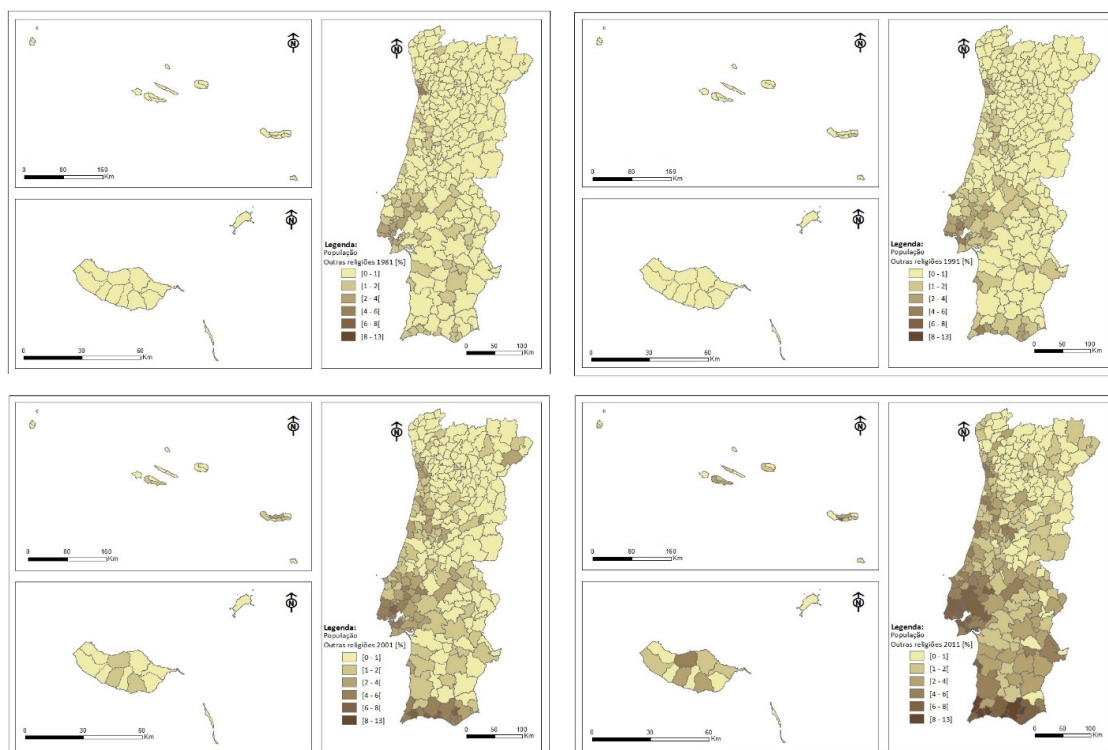 N
N
0 80 160
Km
N
0 30 60
Km
Legenda:
População
Outras religiões 1981 [%]
[0 - 1]
[1 - 2[
[2 - 4[
[4 - 6[
[6 - 8[
[8 - 13]
0 50 100
Km
N
N
0 80 160
Km
N
0 30 60
Km
Legenda:
População
Outras religiões 1991 [%]
[0 - 1]
[1 - 2[
[2 - 4[
[4 - 6[
[6 - 8[
[8 - 13]
0 50 100
Km
N
N
0 80 160
Km
N
0 30 60
Km
Legenda:
População
Outras religiões 2001 [%]
[0 - 1]
[1 - 2[
[2 - 4[
[4 - 6[
[6 - 8[
[8 - 13]
0 50 100
Km
N
N
0 80 160
Km
N
0 30 60
Km
Legenda:
População
Outras religiões 2011 [%]
[0 - 1]
[1 - 2[
[2 - 4[
[4 - 6[
[6 - 8[
[8 - 13]
0 50 100
Km